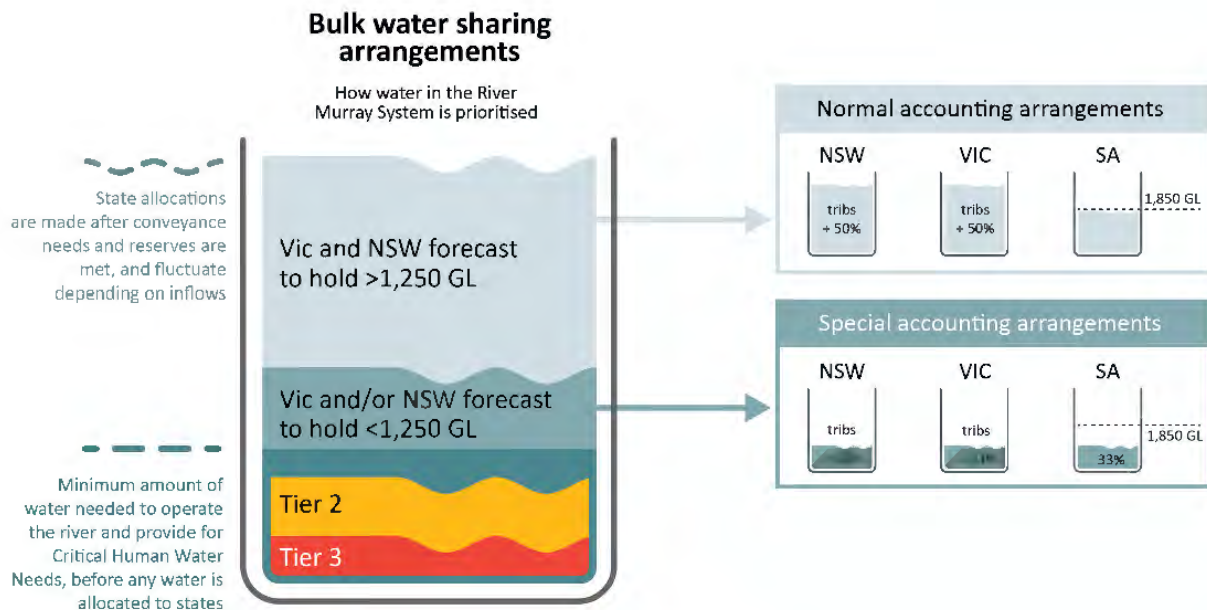 Bulk water sharing
arrangements
How water in the River
Murray System is prioritised
State allocations
are made after conveyance
needs and reserves are
met, and fluctuate
depending on inflows
Minimum amount of
water needed to operate
the river and provide for
Critical Human Water
Needs, before any water is
allocated to states
Vic and NSW forecast
to hold >1,250 GL
Vic and/or NSW forecast
to hold <1,250 GL
Tier 2
Tier 3
Normal accounting arrangements
NSW
VIC
SA
tribs
+ 50%
tribs
+ 50%
1,850 GL
Special accounting arrangements
NSW
VIC
SA
tribs
tribs
1,850 GL
33%